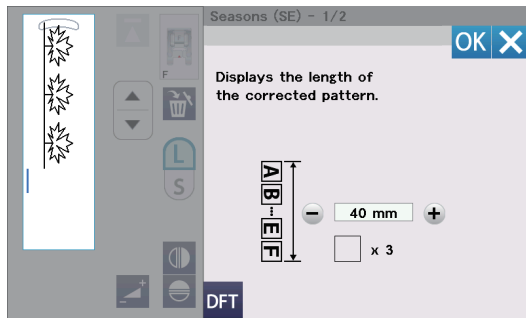 Seasons (SE) - 1/2
OK
Displays the length of
the corrected pattern.
F
L
S
A
B
E
F
40 mm
x 3
DFT